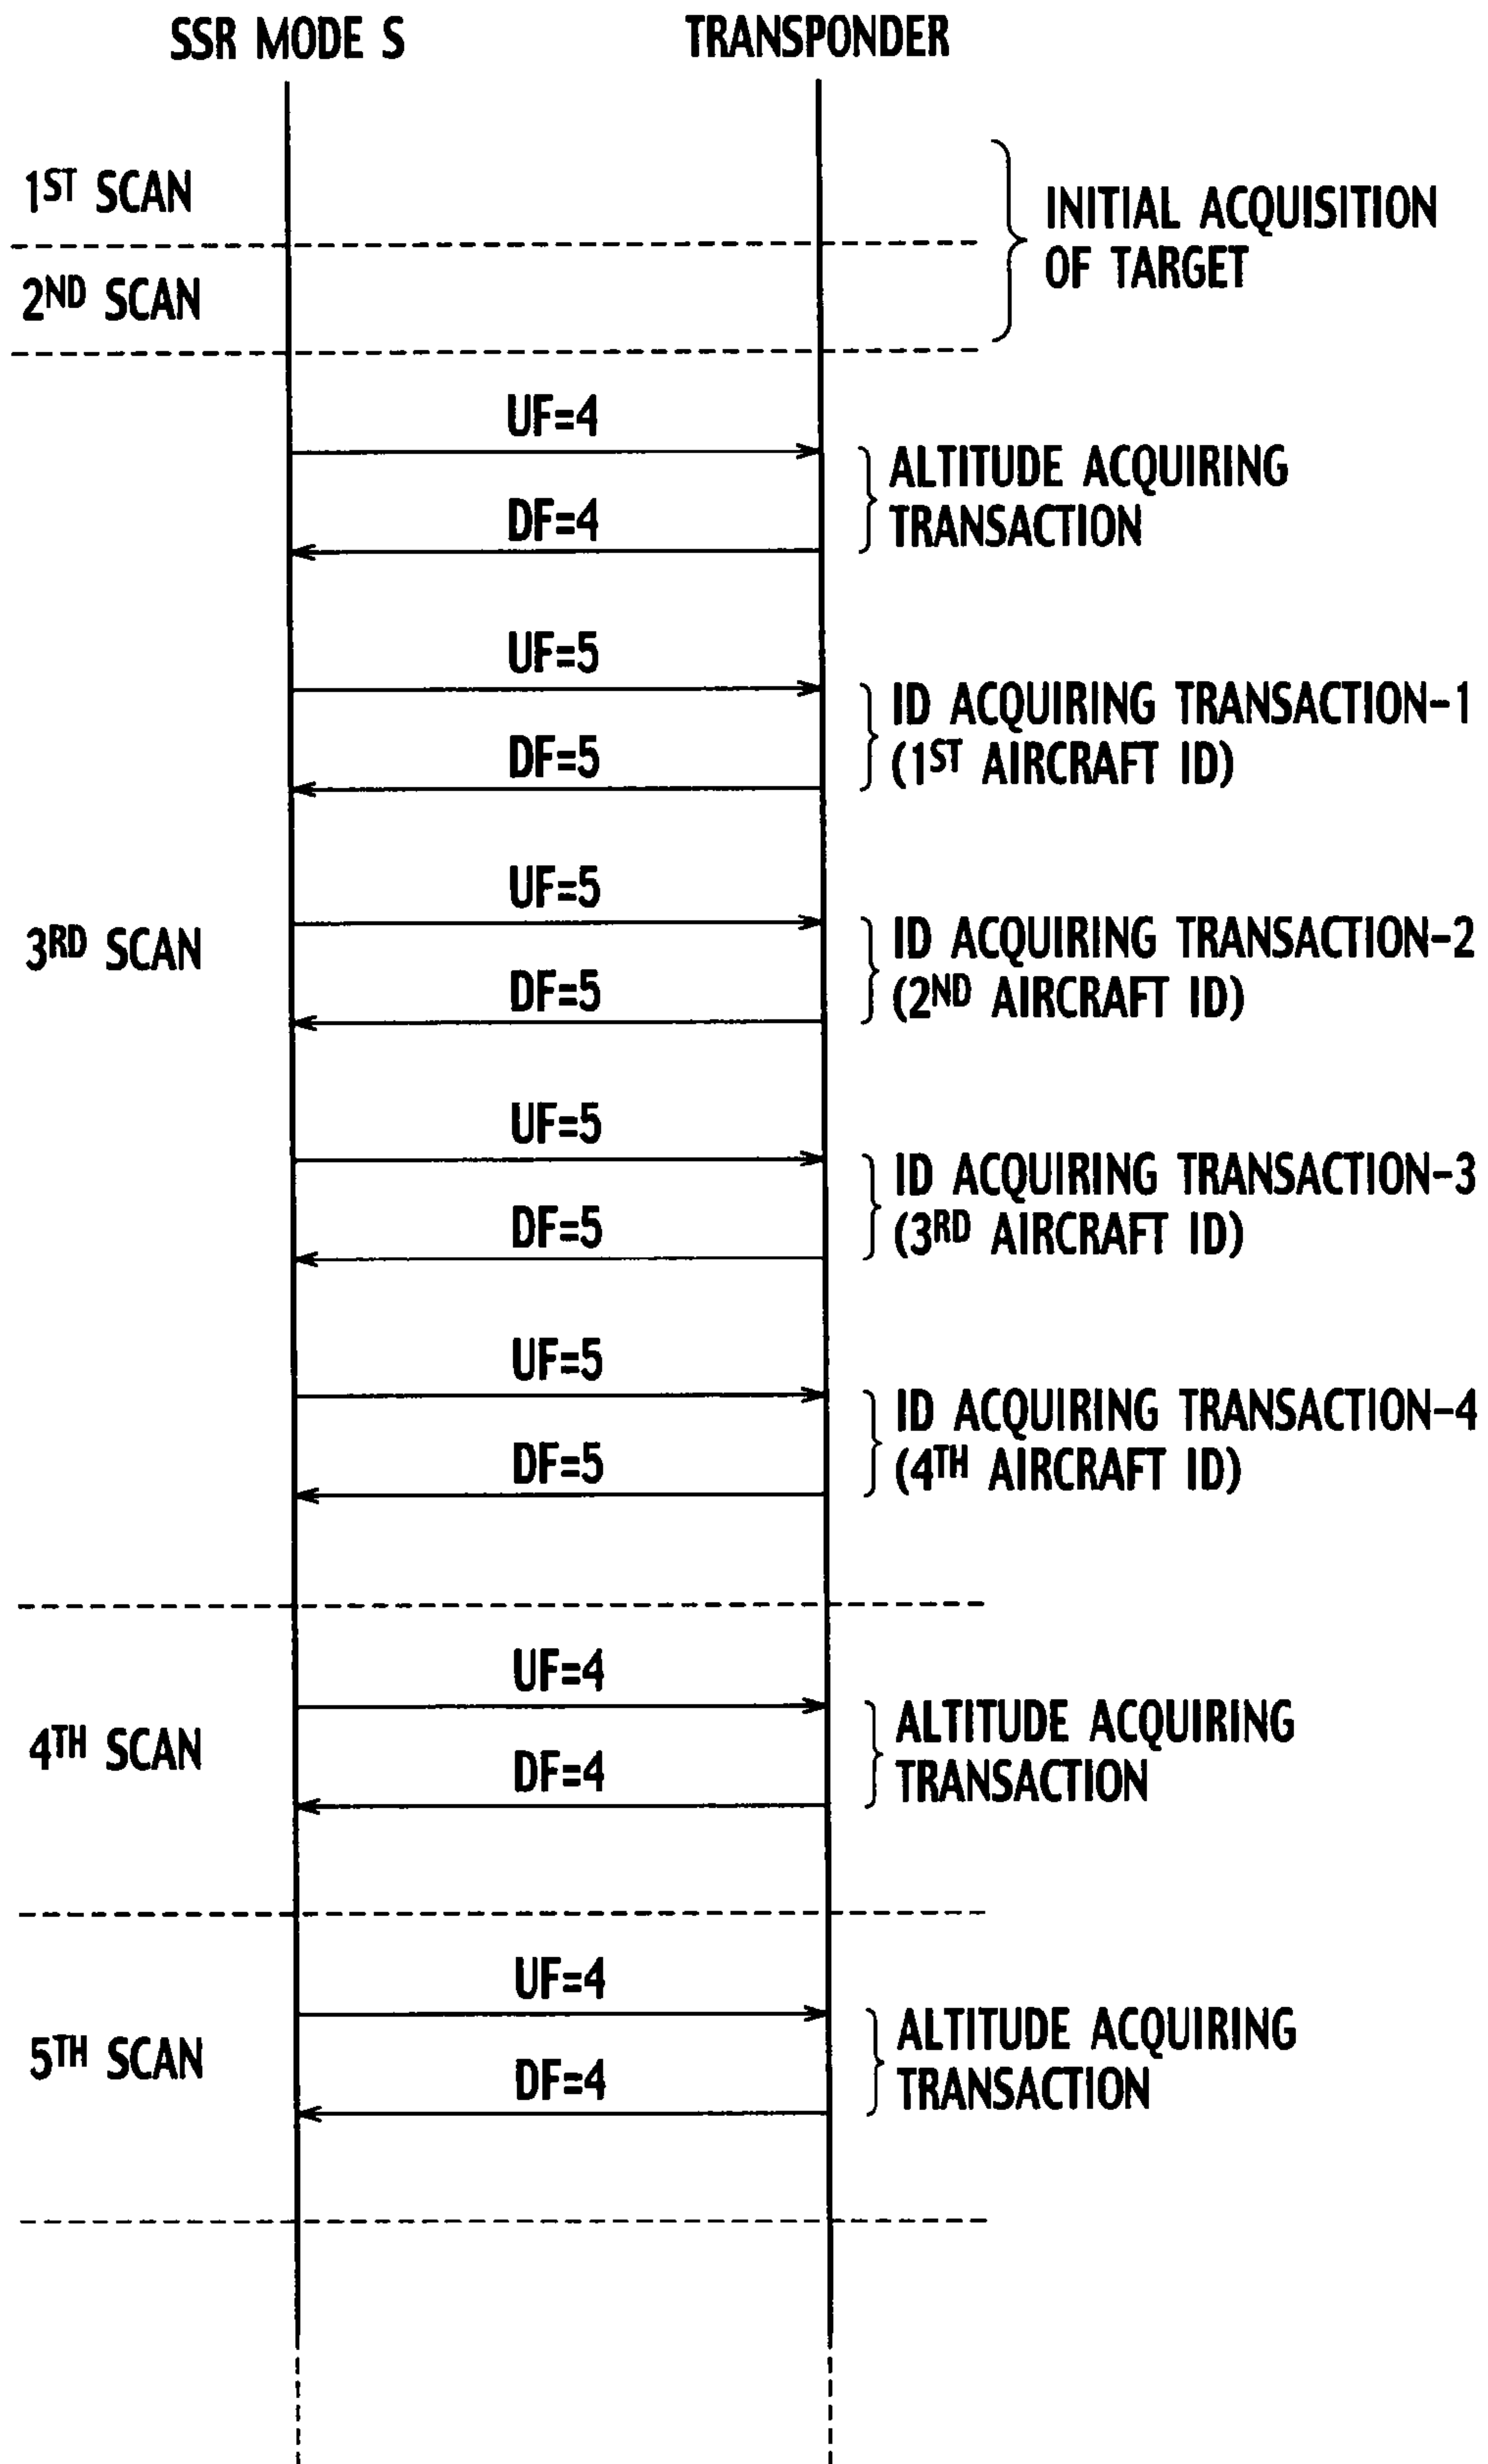 SSR MODE S
TRANSPONDER
1ST SCAN
INITIAL ACQUISITION
OF TARGET
2ND SCAN
3RD SCAN
UF=4
ALTITUDE ACQUIRING
TRANSACTION
DF=4
UF=5
ID ACQUIRING TRANSACTION-1
(1ST AIRCRAFT ID)
DF=5
UF=5
ID ACQUIRING TRANSACTION-2
(2ND AIRCRAFT ID)
DF=5
UF=5
ID ACQUIRING TRANSACTION-3
(3RD AIRCRAFT ID)
DF=5
UF=5
ID ACQUIRING TRANSACTION-4
(4TH AIRCRAFT ID)
DF=5
4TH SCAN
UF=4
ALTITUDE ACQUIRING
TRANSACTION
DF=4
5TH SCAN
UF=4
ALTITUDE ACQUIRING
TRANSACTION
DF=4